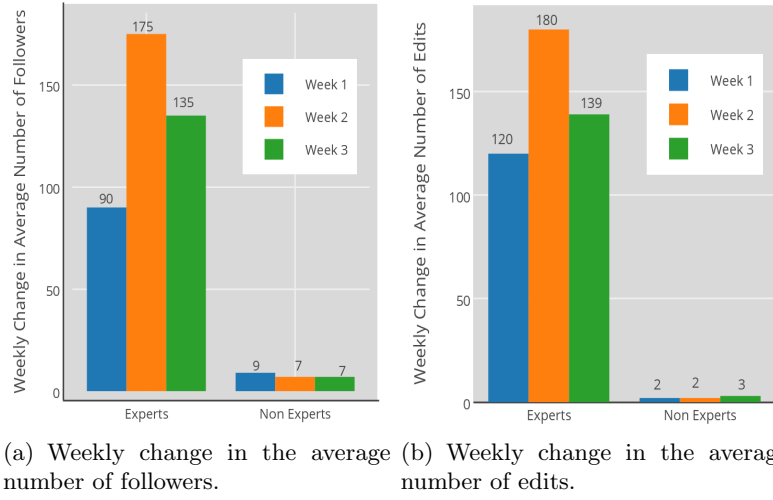 Weekly Change in Average Number of Followers
150
100
50
0
175
135
90
9
7
7
Week 1
Week 2
Week 3
Experts
Non Experts
Weekly Change in Average Number of Edits
150
100
50
0
180
139
120
2
2
3
Week 1
Week 2
Week 3
Experts
Non Experts
(a) Weekly change in the average
number of followers.
(b) Weekly change in the averag
number of edits.